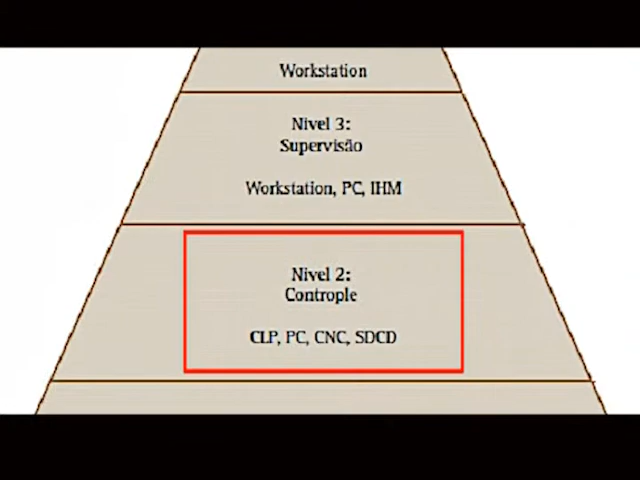 Workstation
Nivel 3:
Supervisão
Workstation, PC, IHM
Nivel 2:
Controple
CLP, PC, CNC, SDCD